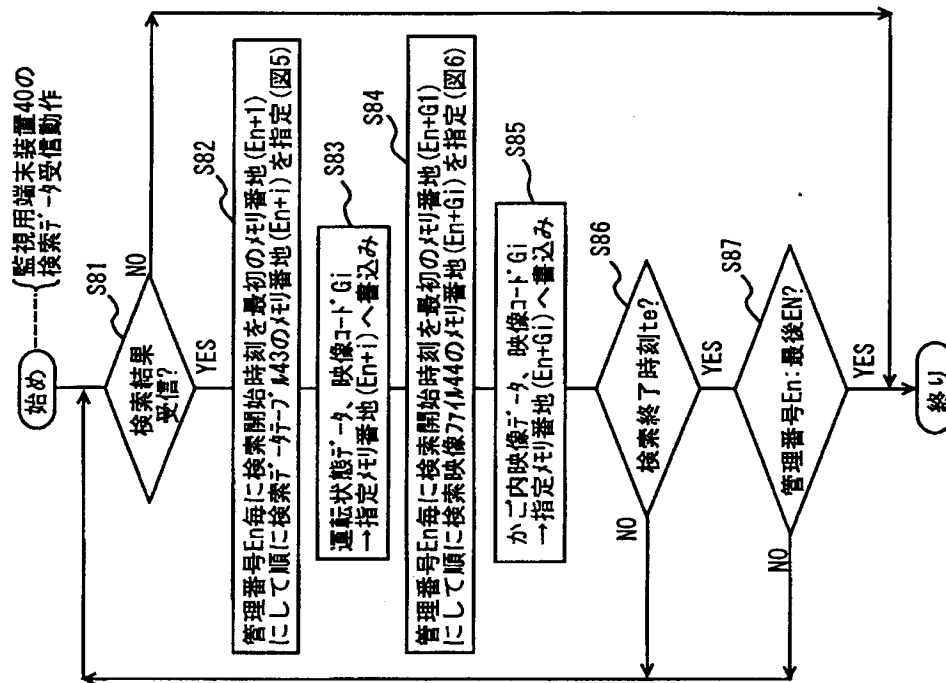 始め
監視用端末装置40の
検索ﾃﾞｰﾀ受信動作
S81
検索結果
受信?
NO
YES
S82
管理番号En毎に検索開始時刻を最初のﾒﾓﾘ番地(En+1)
にして順に検索ﾃﾞｰﾀﾃｰﾌﾞﾙ43のﾒﾓﾘ番地(En+i)を指定(図5)
S83
運転状態ﾃﾞｰﾀ、映像ｺｰﾄﾞGi
→指定ﾒﾓﾘ番地(En+i)へ書込み
S84
管理番号En毎に検索開始時刻を最初のﾒﾓﾘ番地(En+G1)
にして順に検索映像ﾌｧｲﾙ44のﾒﾓﾘ番地(En+Gi)を指定(図6)
S85
かご内映像ﾃﾞｰﾀ、映像ｺｰﾄﾞGi
→指定ﾒﾓﾘ番地(En+Gi)へ書込み
S86
検索終了時刻te?
NO
YES
S87
管理番号En:最後EN?
NO
YES
終り